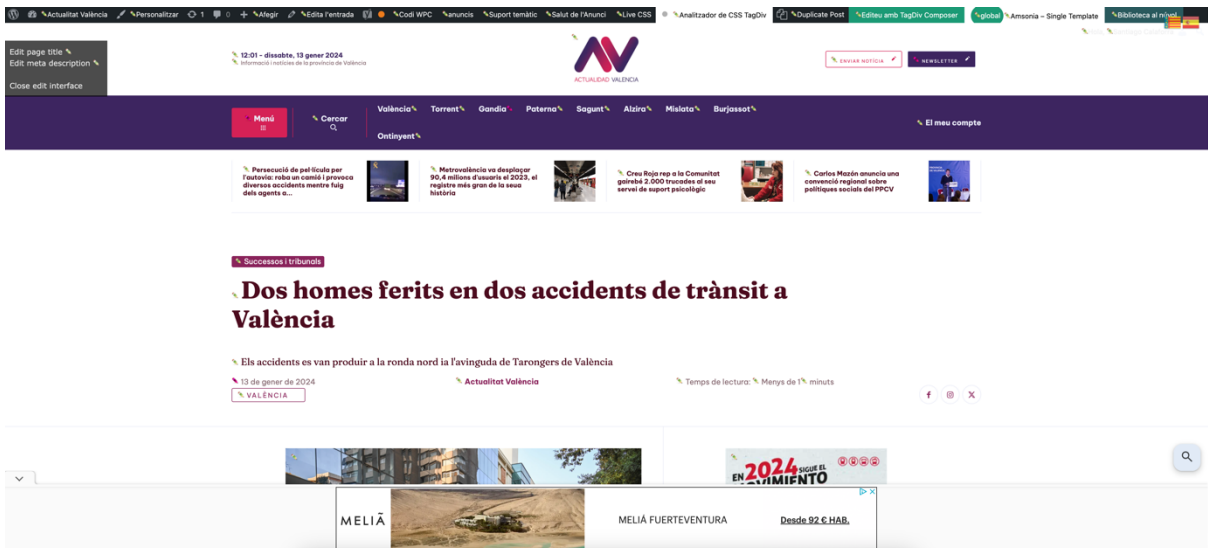 Actualitat València
Personalitzar
1
0
Afegir
Edita l'entrada
Codi WPC
anuncis
Suport temàtic
Salut de l'Anunci
Live CSS
Analitzador de CSS TagDiv
Duplicate Post
Editeu amb TagDiv Composer
global
Amsonia – Single Template
Biblioteca al núvol
Edit page title
Edit meta description
Close edit interface
12:01 – dissabte, 13 gener 2024
Informació i notícies de la província de València
AV
ACTUALIDAD VALENCIA
ENVIAR NOTÍCIA
NEWSLETTER
Menú
Cercar
València Torrent Gandia Paterna Sagunt Alzira Mislata Burjassot
Ontinyent
El meu compte
Persecució de pel·lícula per
l'autovia: roba un camió i provoca
diversos accidents mentre fuig
dels agents a...
Metrovalència va desplaçar
90,4 milions d'usuaris el 2023, el
registre més gran de la seua
història
Creu Roja rep a la Comunitat
gairebé 2.000 trucades al seu
servei de suport psicològic
Carlos Mazón anuncia una
convenció regional sobre
polítiques socials del PPCV
Successos i tribunals
Dos homes ferits en dos accidents de trànsit a
València
Els accidents es van produir a la ronda nord ia l'avinguda de Tarongers de València
13 de gener de 2024
Actualitat València
Temps de lectura: Menys de 1 minuts
VALÈNCIA
EN 2024 SIGUE EL
MOVIMIENTO
MELIÃ
MELIÁ FUERTEVENTURA
Desde 92 € HAB.